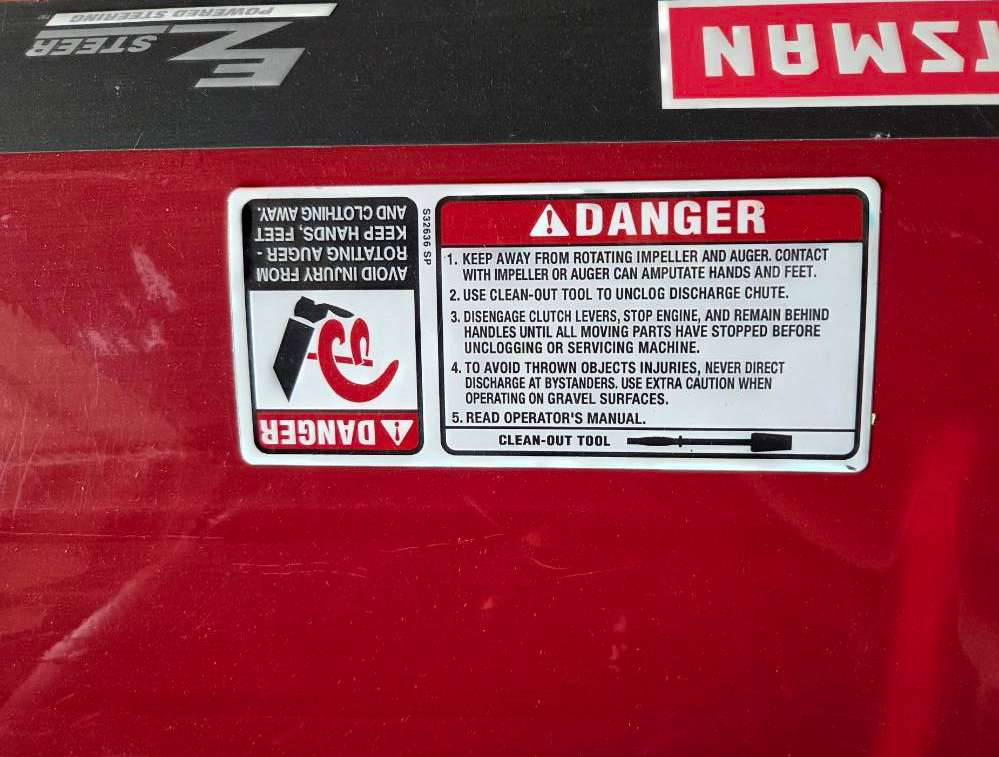 EZ
STEER
POWERED STEERING
TSMAN
DANGER
1. KEEP AWAY FROM ROTATING IMPELLER AND AUGER. CONTACT
WITH IMPELLER OR AUGER CAN AMPUTATE HANDS AND FEET.
2. USE CLEAN-OUT TOOL TO UNCLOG DISCHARGE CHUTE.
3. DISENGAGE CLUTCH LEVERS, STOP ENGINE, AND REMAIN BEHIND
HANDLES UNTIL ALL MOVING PARTS HAVE STOPPED BEFORE
UNCLOGGING OR SERVICING MACHINE.
4. TO AVOID THROWN OBJECTS INJURIES, NEVER DIRECT
DISCHARGE AT BYSTANDERS. USE EXTRA CAUTION WHEN
OPERATING ON GRAVEL SURFACES.
5. READ OPERATOR'S MANUAL.
CLEAN-OUT TOOL
S32636 SP
DANGER
AVOID INJURY FROM
ROTATING AUGER -
KEEP HANDS, FEET
AND CLOTHING AWAY.